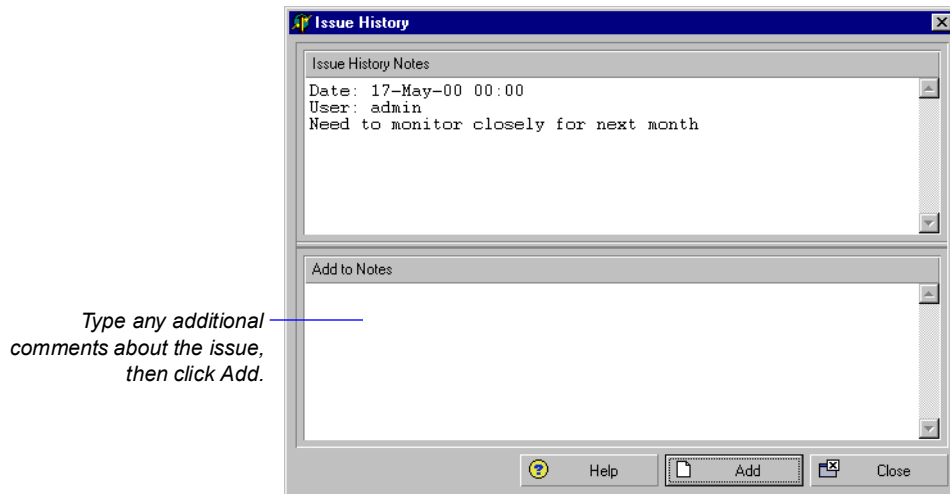 Issue History
Issue History Notes
Date: 17-May-00 00:00
User: admin
Need to monitor closely for next month
Add to Notes
Type any additional
comments about the issue,
then click Add.
Help
Add
Close